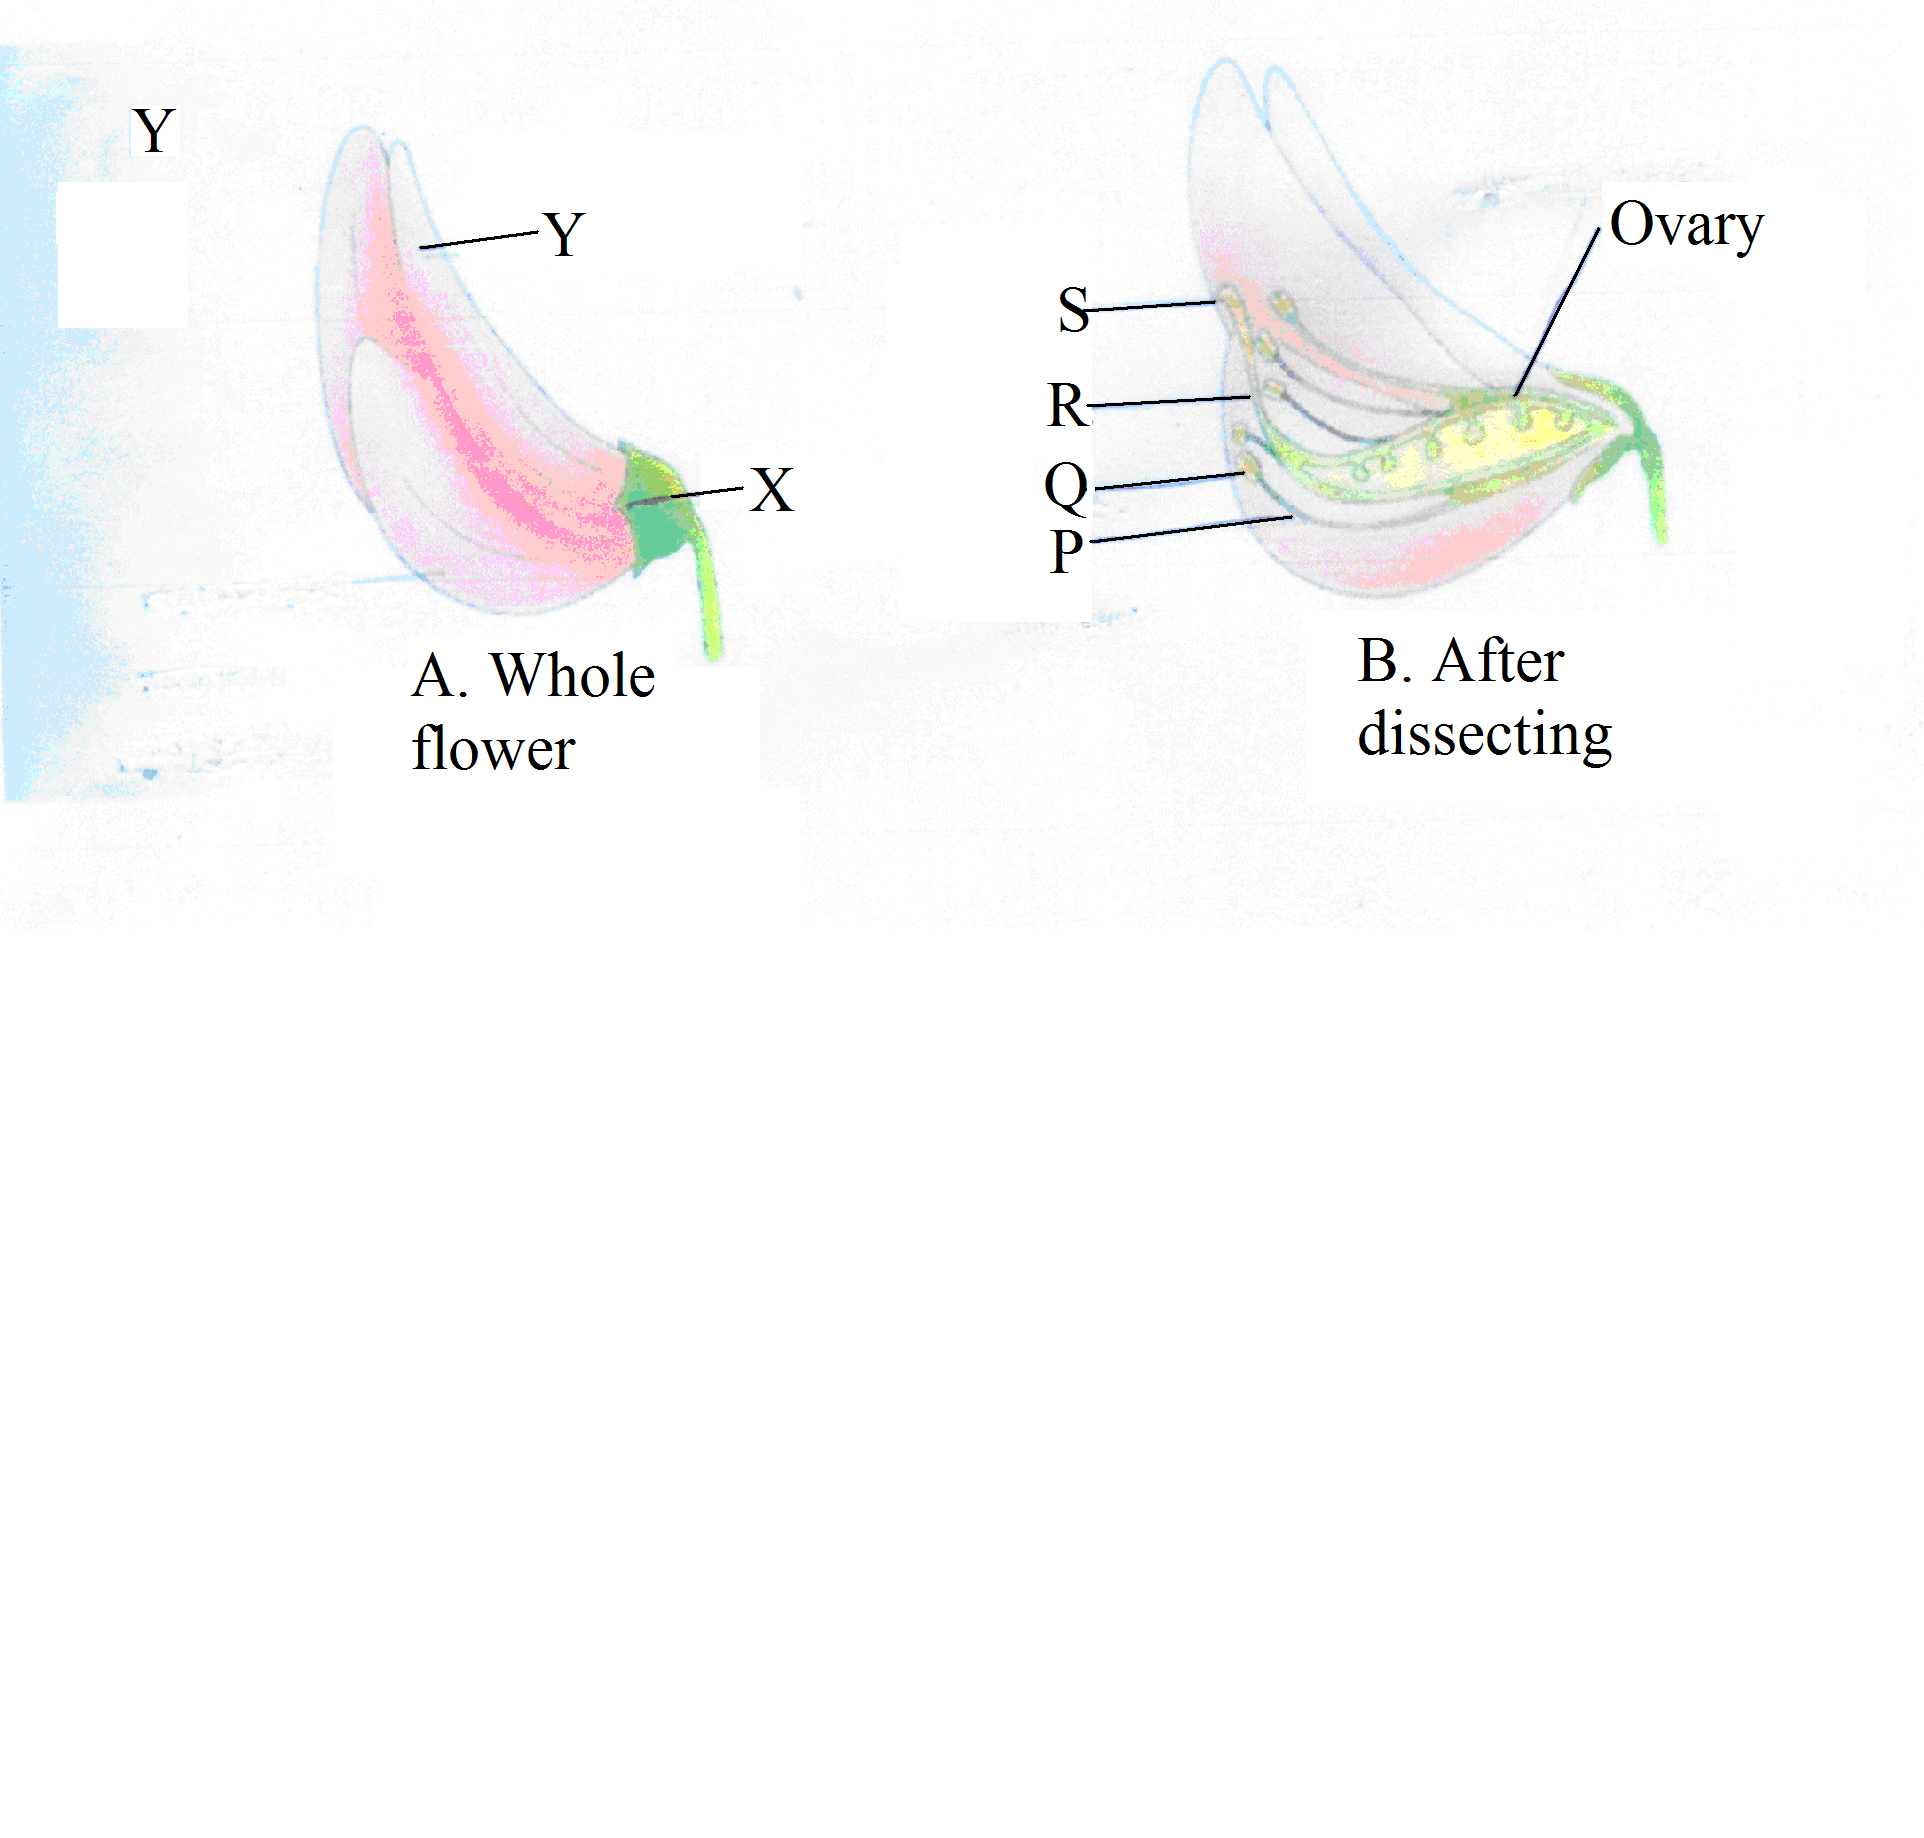 Y
Y
X
A. Whole
flower
Ovary
S
R
Q
P
B. After
dissecting